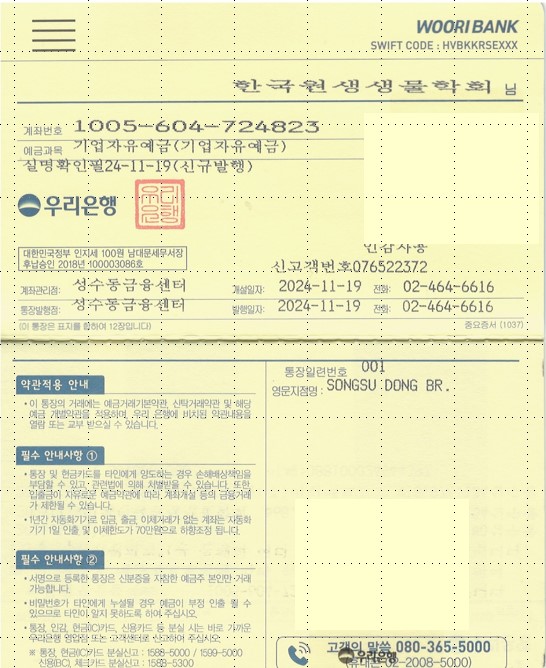 WOORI BANK
SWIFT CODE : HVBKKRSEXXX
한국원생생물학회 님
계좌번호 1005-604-724823
예금과목 기업자유예금(기업자유예금)
실명확인필24-11-19(신규발행)
우리은행
우리은행
대한민국정부 인지세 100원 남대문세무서장
후납승인 2018년 100003086호
인감사용
신고객번호076522372
계좌관리점: 성수동금융센터 개설일자: 2024-11-19 전화: 02-464-6616
통장발행점: 성수동금융센터 발행일자: 2024-11-19 전화: 02-464-6616
(이 통장은 표지를 합하여 12장입니다) 중요증서 (1037)
통장일련번호 001
영문지점명 : SONGSU DONG BR.
약관적용 안내
• 이 통장의 거래에는 예금거래기본약관, 신탁거래약관 및 해당
예금 개별약관을 적용하며, 우리 은행에 비치된 약관내용을
열람 또는 교부 받으실 수 있습니다.
필수 안내사항 ①
• 통장 및 현금카드를 타인에게 양도하는 경우 손해배상책임을
부담할 수 있고, 관련법에 의해 처벌받을 수 있습니다. 또한,
입출금이 자유로운 예금약관에 따라, 계좌개설 등의 금융거래
가 제한될 수 있습니다.
• 1년간 자동화기기로 입금, 출금, 이체거래가 없는 계좌는 자동화
기기 1일 인출 및 이체한도가 70만원으로 하향조정 됩니다.
필수 안내사항 ②
• 서명으로 등록한 통장은 신분증을 지참한 예금주 본인만 거래
가능합니다.
• 비밀번호가 타인에게 누설될 경우 예금이 부정 인출 될 수
있으므로 타인이 알지 못하도록 하여 주십시오.
• 통장, 인감, 현금(IC)카드, 신용카드 등 분실 시는 바로 가까운
우리은행 영업점 또는 고객센터로 신고하여 주십시오.
※ 통장, 현금(IC)카드 분실신고 : 1588-5000 / 1599-5000
신용(BC), 체크카드 분실신고 : 1588-5300
고객의 말씀 080-365-5000
우리은행
02-2008-5000